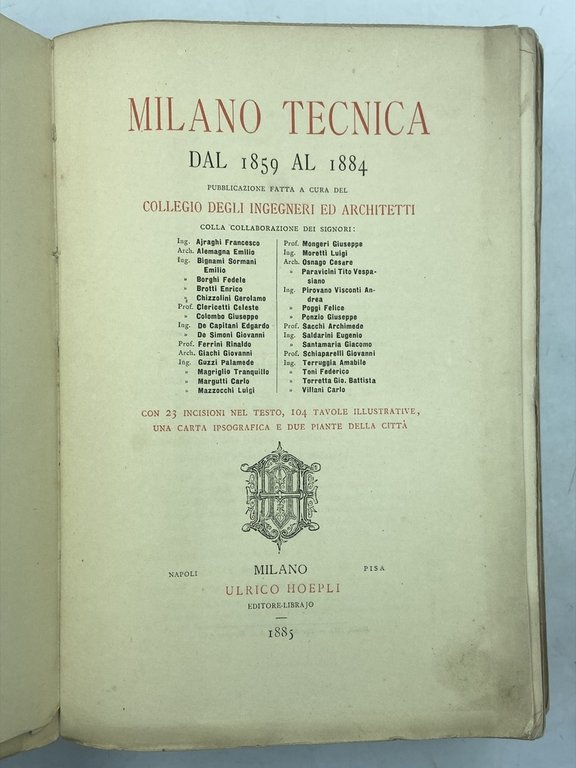 MILANO TECNICA
DAL 1859 AL 1884
PUBBLICAZIONE FATTA A CURA DEL
COLLEGIO DEGLI INGEGNERI ED ARCHITETTI
COLLA COLLABORAZIONE DEI SIGNORI:
Ing. Ajraghi Francesco
Arch. Alemagna Emilio
Ing. Bignami Sormani
Emilio
» Borghi Fedele
» Brotti Enrico
» Chizzolini Gerolamo
Prof. Clericetti Celeste
» Colombo Giuseppe
Ing. De Capitani Edgardo
» De Simoni Giovanni
Prof. Ferrini Rinaldo
Arch. Giachi Giovanni
Ing. Guzzi Palamede
» Magriglio Tranquillo
» Margutti Carlo
» Mazzocchi Luigi
Prof. Mongeri Giuseppe
Ing. Moretti Luigi
Arch. Osnago Cesare
» Paravicini Tito Vespa-
siano
Ing. Pirovano Visconti An-
drea
» Poggi Felice
» Ponzio Giuseppe
Prof. Sacchi Archimede
Ing. Saldarini Eugenio
» Santamaria Giacomo
Prof. Schiaparelli Giovanni
Ing. Terruggia Amabile
» Toni Federico
» Torretta Gio. Battista
» Villani Carlo
CON 23 INCISIONI NEL TESTO, 104 TAVOLE ILLUSTRATIVE,
UNA CARTA IPSOGRAFICA E DUE PIANTE DELLA CITTÀ
NAPOLI MILANO PISA
ULRICO HOEPLI
EDITORE-LIBRAJO
1885